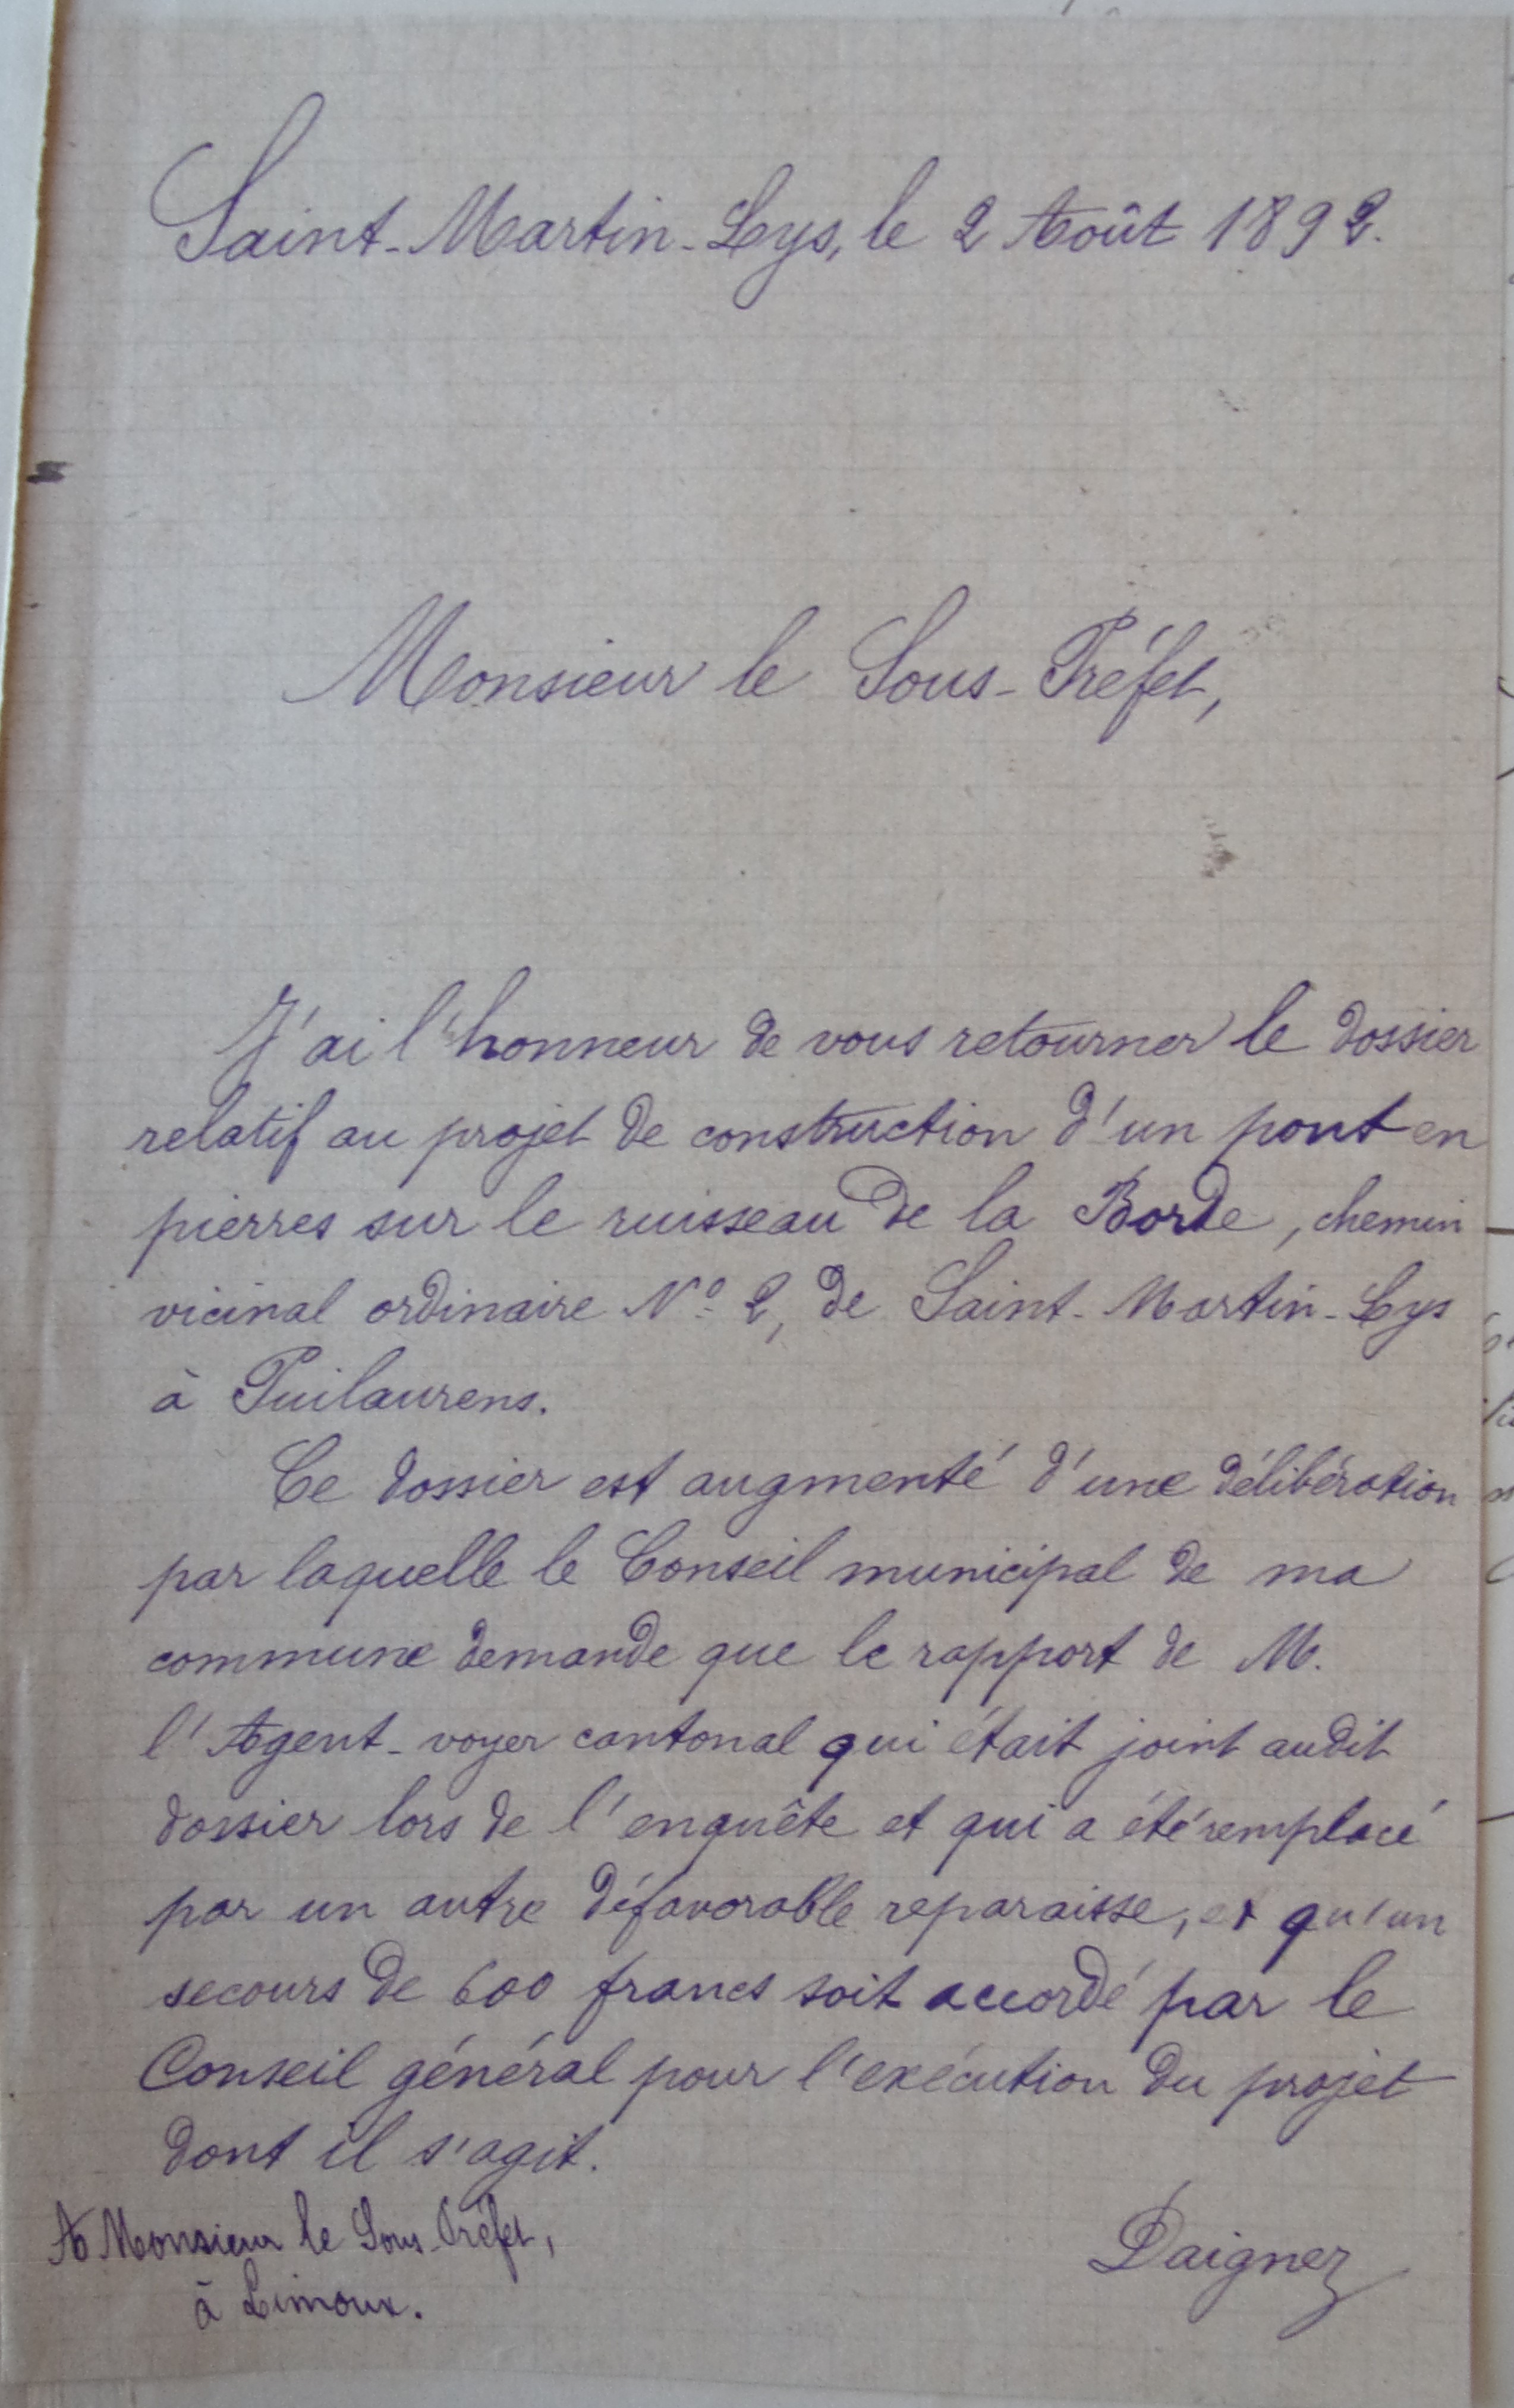 Saint-Martin-Lys, le 2 Août 1892.
Monsieur le Sous-Préfet,
J'ai l'honneur de vous retourner le dossier
relatif au projet de construction d'un pont en
pierres sur le ruisseau de la Borde, chemin
vicinal ordinaire N° 2, de Saint-Martin-Lys
à Puilaurens.
Ce dossier est augmenté d'une délibération
par laquelle le Conseil municipal de ma
commune demande que le rapport de M.
l'Agent-voyer cantonal qui était joint audit
dossier lors de l'enquête et qui a été remplacé
par un autre défavorable reparaisse, et qu'un
secours de 600 francs soit accordé par le
Conseil général pour l'exécution du projet
dont il s'agit.
A Monsieur le Sous-Préfet,
à Limoux.
Daignez